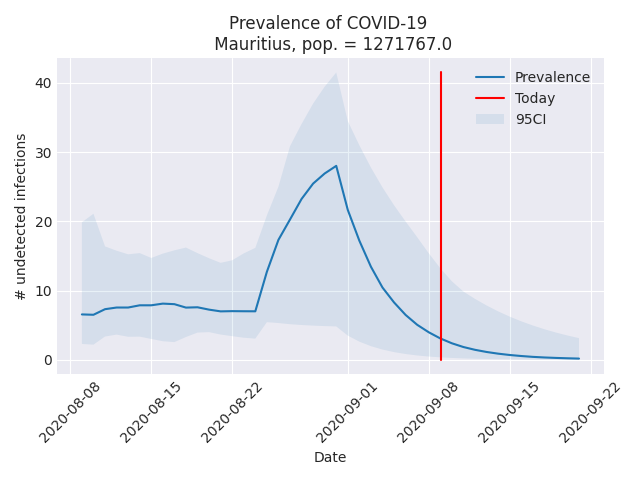 Prevalence of COVID-19
Mauritius, pop. = 1271767.0
# undetected infections
40
30
20
10
0
Prevalence
Today
95CI
2020-08-08
2020-08-15
2020-08-22
2020-09-01
2020-09-08
2020-09-15
2020-09-22
Date